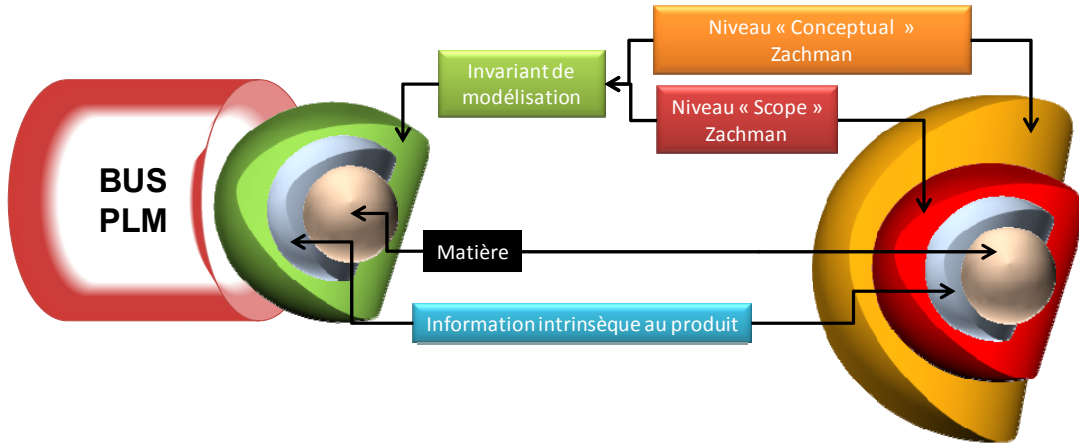 Niveau « Conceptual »
Zachman
Invariant de
modélisation
Niveau « Scope »
Zachman
BUS
PLM
Matière
Information intrinsèque au produit